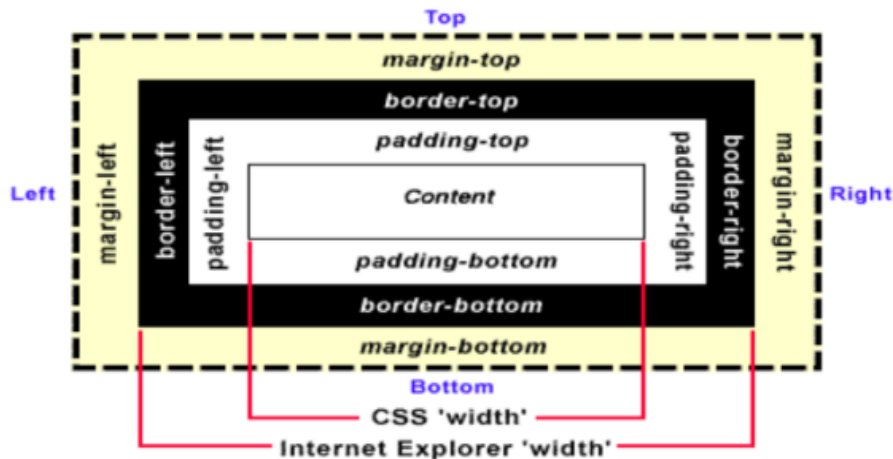 Top
margin-top
border-top
padding-top
Left
margin-left
border-left
padding-left
Content
padding-right
border-right
margin-right
Right
padding-bottom
border-bottom
margin-bottom
Bottom
CSS 'width'
Internet Explorer 'width'